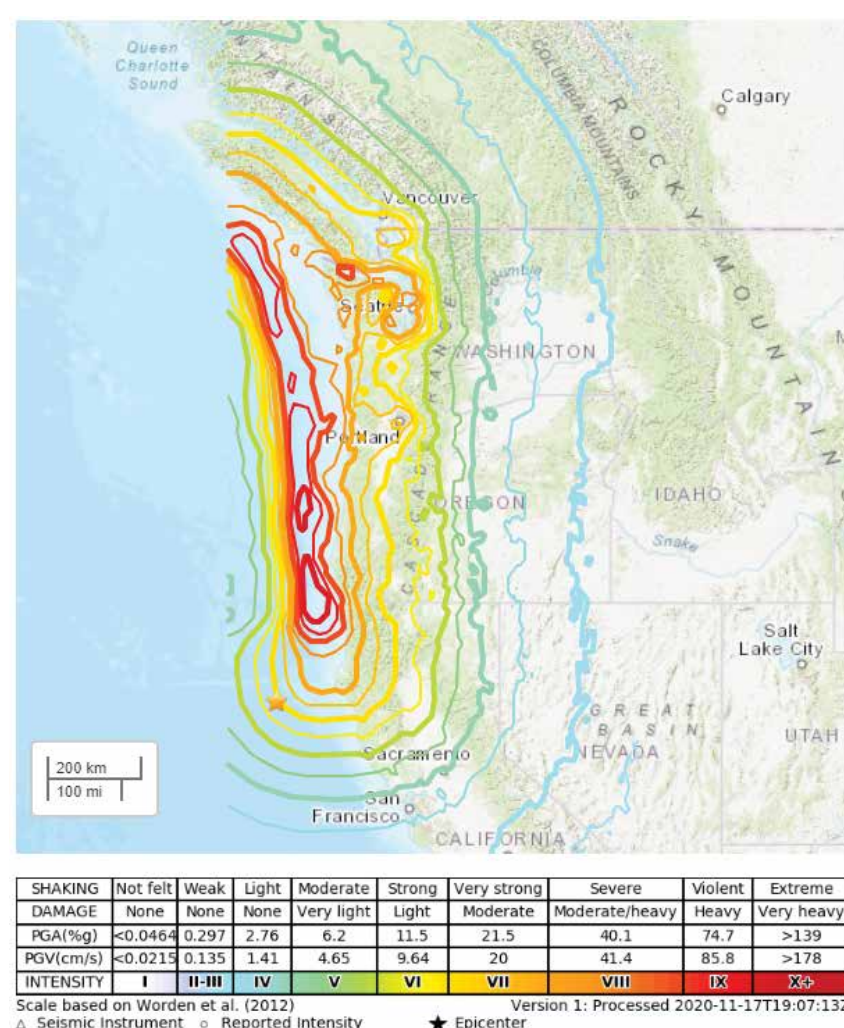 Queen
Charlotte
Sound
UNTAINS
COLUMBIA MOUNTAINS
ROCKY MOUNTAIN
Calgary
Vancouver
Columbia
Seattle
WASHINGTON
CASCADE RANGE
Portland
OREGON
IDAHO
Snake
Salt
Lake City
GREAT
BASIN
NEVADA
UTAH
Sacramento
San
Francisco
CALIFORNIA
200 km
100 mi
SHAKING Not felt Weak Light Moderate Strong Very strong Severe Violent Extreme
DAMAGE None None None Very light Light Moderate Moderate/heavy Heavy Very heavy
PGA(%g) <0.0464 0.297 2.76 6.2 11.5 21.5 40.1 74.7 >139
PGV(cm/s) <0.0215 0.135 1.41 4.65 9.64 20 41.4 85.8 >178
INTENSITY I II-III IV V VI VII VIII IX X+
Scale based on Worden et al. (2012) Version 1: Processed 2020-11-17T19:07:13Z
△ Seismic Instrument ○ Reported Intensity ★ Epicenter